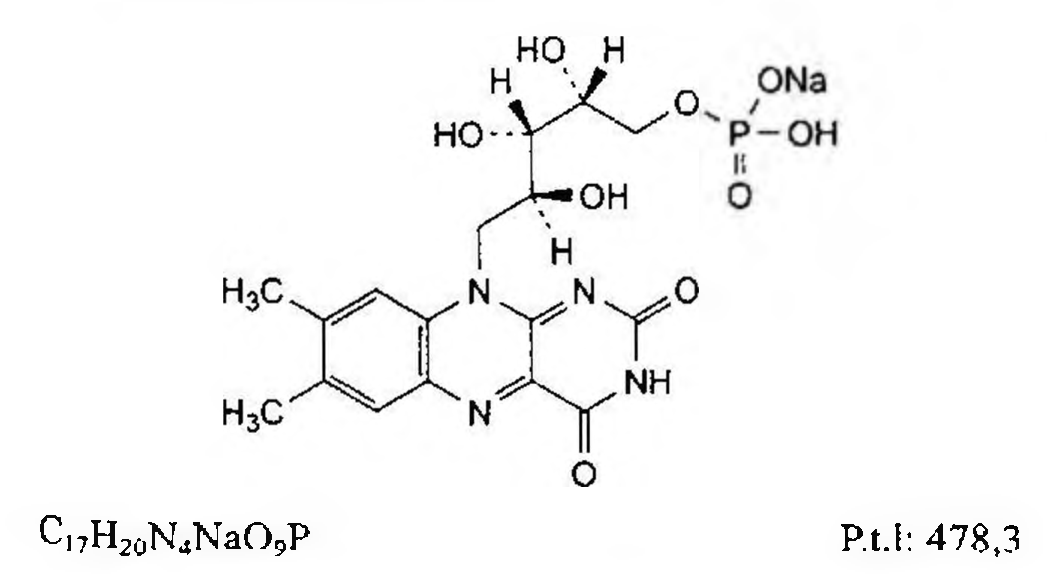 HO H
H
ONa
O
HO
P
OH
O
OH
H
H₃C
N
N
O
NH
H₃C
N
O
C₁₇H₂₀N₄NaO₉P P.t.l: 478,3